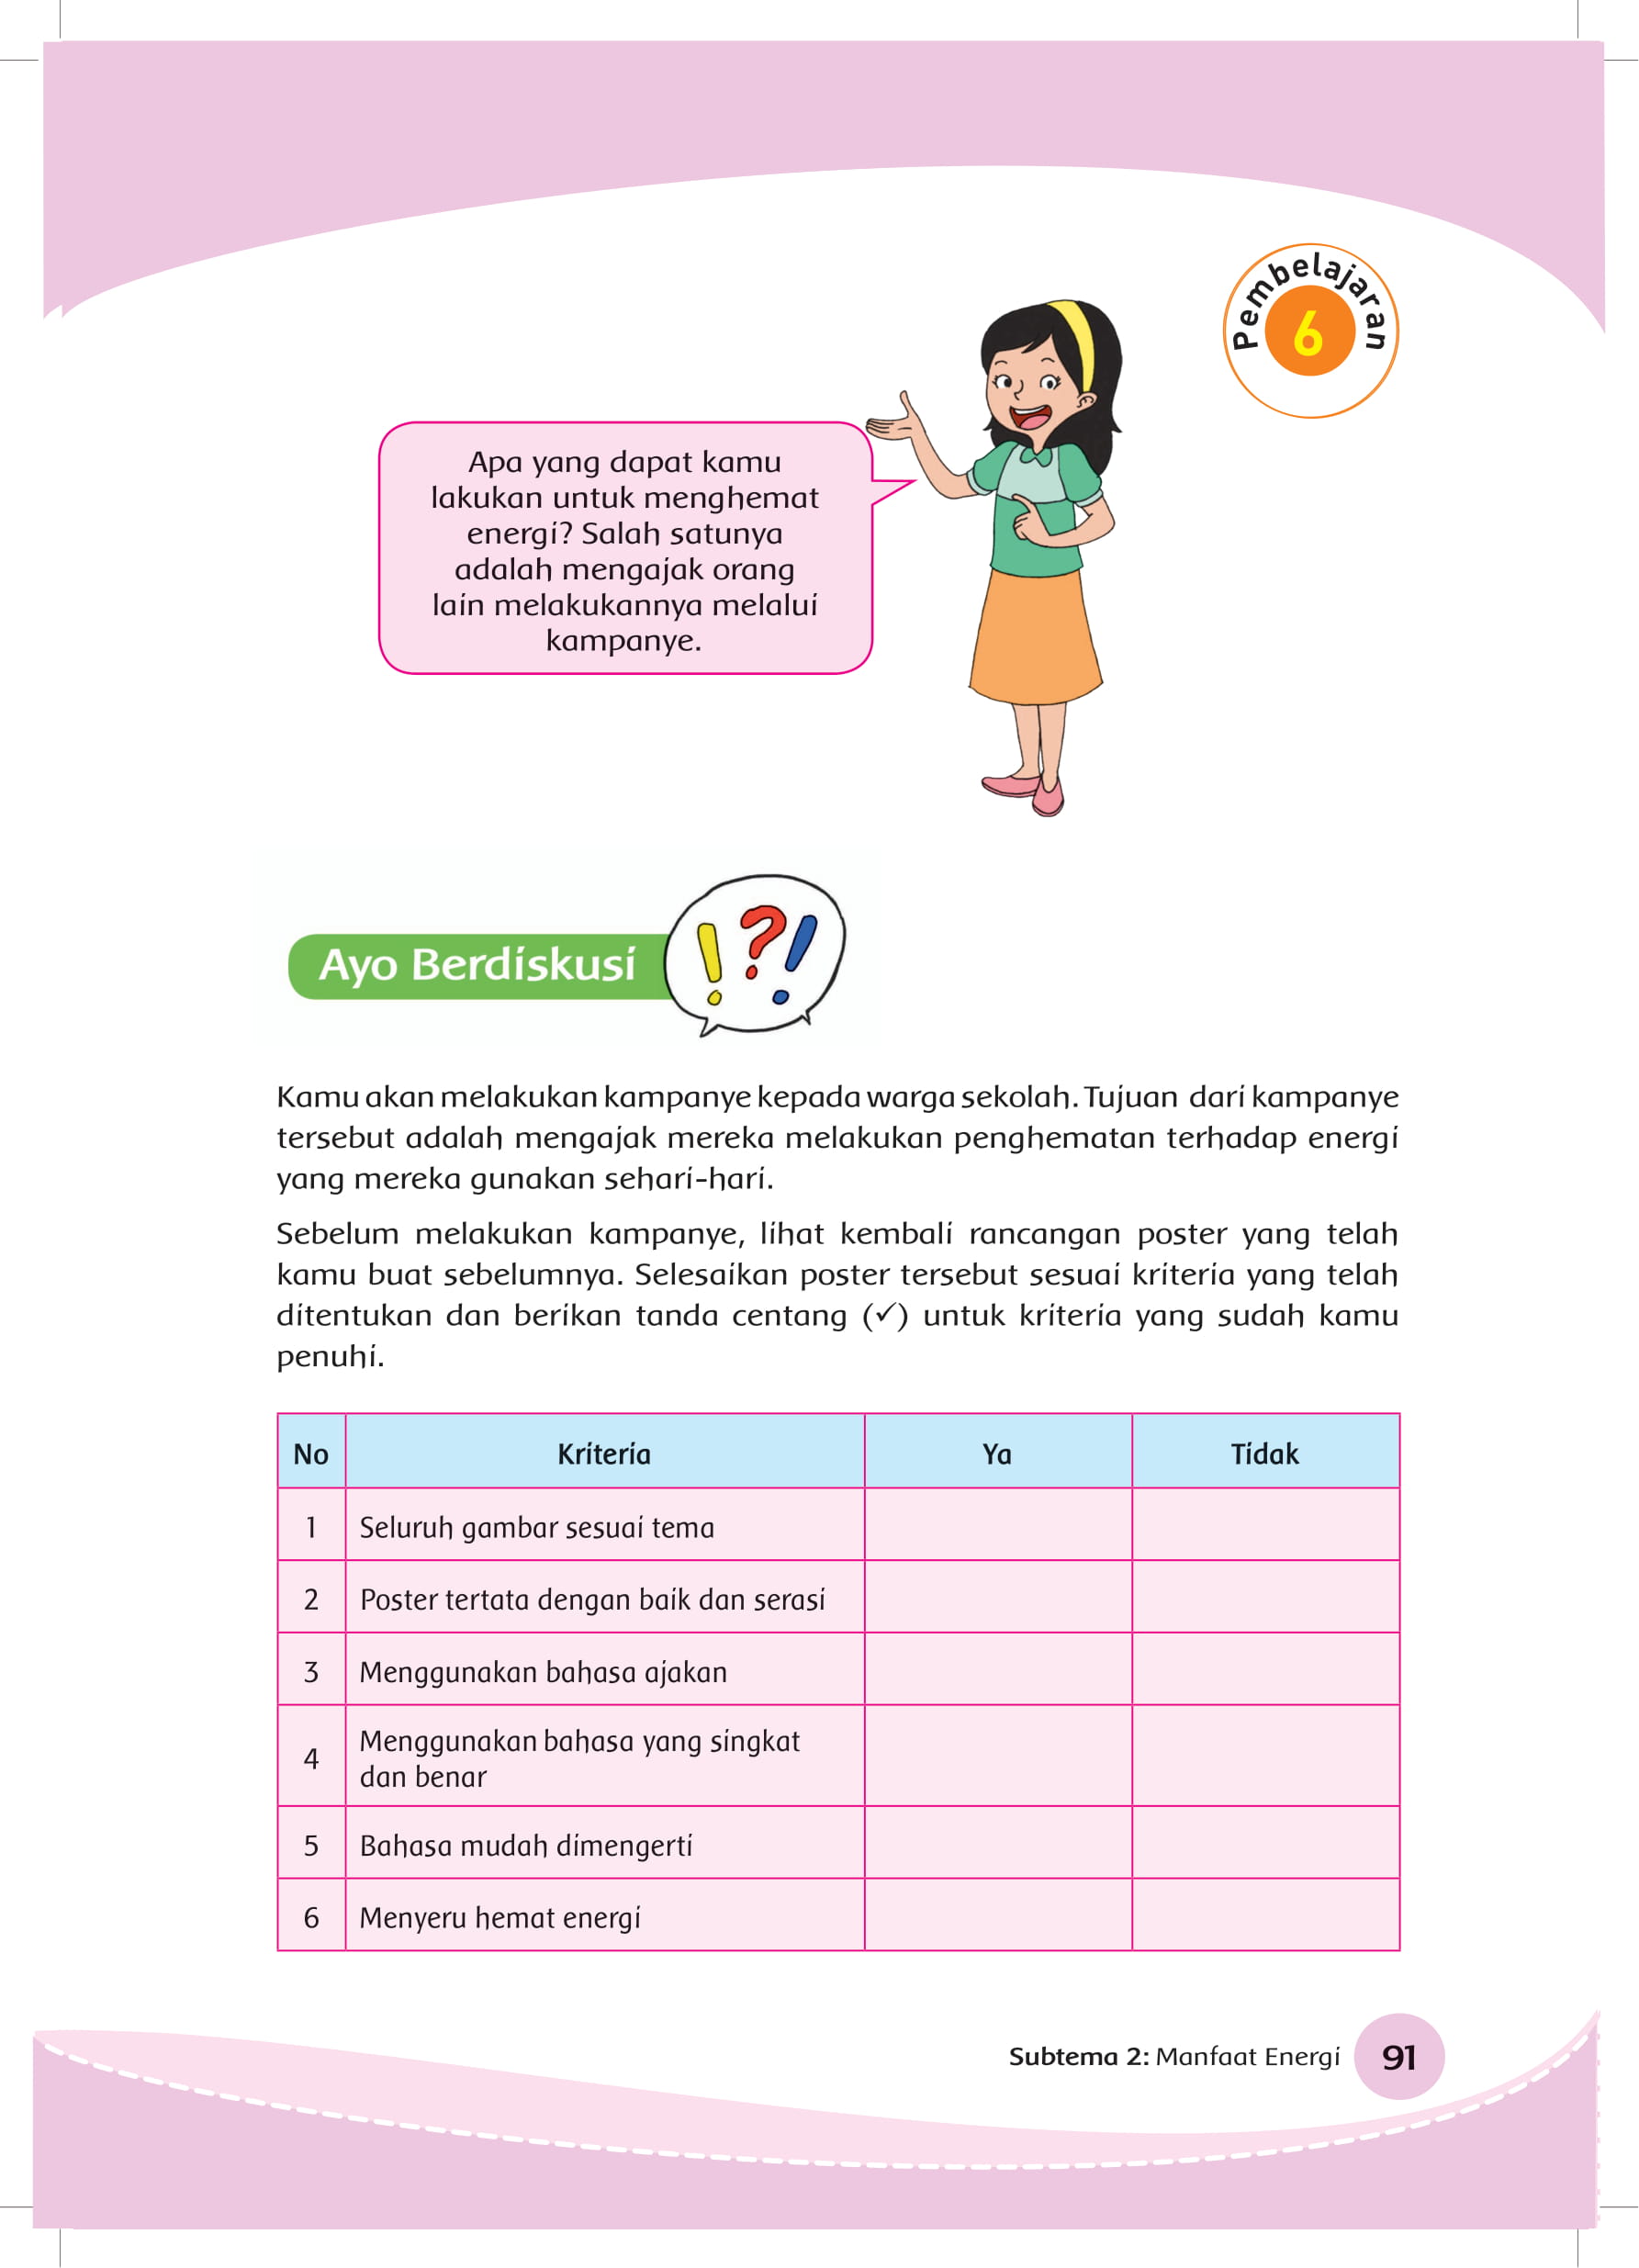 Pembelajaran
6
Apa yang dapat kamu
lakukan untuk menghemat
energi? Salah satunya
adalah mengajak orang
lain melakukannya melalui
kampanye.
Ayo Berdiskusi
!?!
Kamu akan melakukan kampanye kepada warga sekolah. Tujuan dari kampanye
tersebut adalah mengajak mereka melakukan penghematan terhadap energi
yang mereka gunakan sehari-hari.
Sebelum melakukan kampanye, lihat kembali rancangan poster yang telah
kamu buat sebelumnya. Selesaikan poster tersebut sesuai kriteria yang telah
ditentukan dan berikan tanda centang (✓) untuk kriteria yang sudah kamu
penuhi.
No Kriteria Ya Tidak
1 Seluruh gambar sesuai tema
2 Poster tertata dengan baik dan serasi
3 Menggunakan bahasa ajakan
4 Menggunakan bahasa yang singkat
dan benar
5 Bahasa mudah dimengerti
6 Menyeru hemat energi
Subtema 2: Manfaat Energi 91